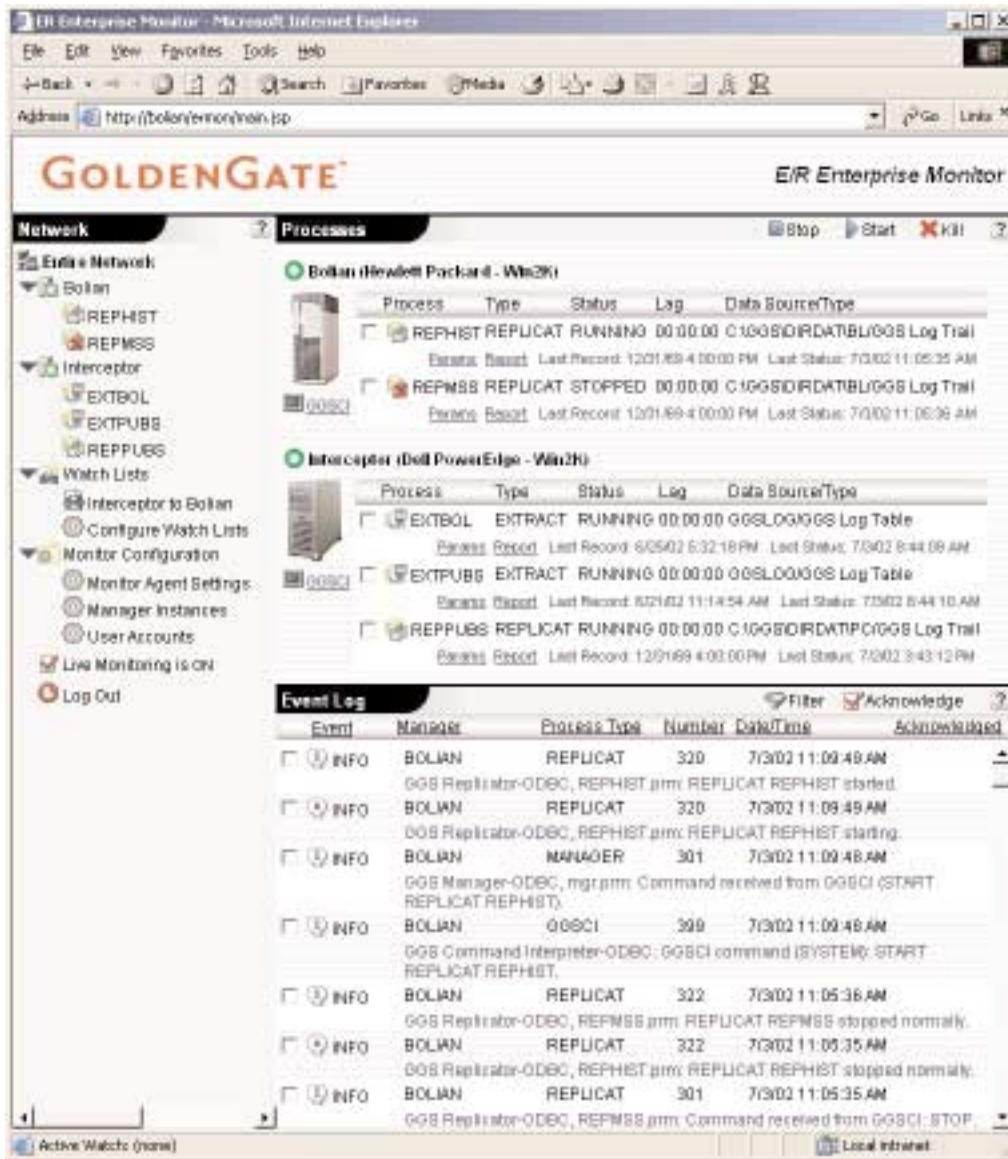 ER Enterprise Monitor - Microsoft Internet Explorer
File Edit View Favorites Tools Help
Back Search Favorites Media
Address http://bolian/ermon/main.jsp Go Links
GOLDENGATE
E/R Enterprise Monitor
Network ?
Entire Network
Bolian
REPHIST
REPMSS
Interceptor
EXTBOL
EXTPUBS
REPPUBS
Watch Lists
Interceptor to Bolian
Configure Watch Lists
Monitor Configuration
Monitor Agent Settings
Manager Instances
User Accounts
Live Monitoring is ON
Log Out
Processes Stop Start Kill ?
Bolian (Hewlett Packard - Win2K)
Process Type Status Lag Data Source/Type
REPHIST REPLICAT RUNNING 00:00:00 C:\GGS\DIRDAT\BL/GGS Log Trail
Params Report Last Record: 12/31/69 4:00:00 PM Last Status: 7/3/02 11:05:35 AM
REPMSS REPLICAT STOPPED 00:00:00 C:\GGS\DIRDAT\BL/GGS Log Trail
Params Report Last Record: 12/31/69 4:00:00 PM Last Status: 7/3/02 11:05:36 AM
GGSCI
Interceptor (Dell PowerEdge - Win2K)
Process Type Status Lag Data Source/Type
EXTBOL EXTRACT RUNNING 00:00:00 GGSLOG/GGS Log Table
Params Report Last Record: 6/25/02 5:32:18 PM Last Status: 7/3/02 8:44:09 AM
EXTPUBS EXTRACT RUNNING 00:00:00 GGSLOG/GGS Log Table
GGSCI
Params Report Last Record: 6/21/02 11:14:54 AM Last Status: 7/3/02 8:44:10 AM
REPPUBS REPLICAT RUNNING 00:00:00 C:\GGS\DIRDAT\PC/GGS Log Trail
Params Report Last Record: 12/31/69 4:00:00 PM Last Status: 7/2/02 3:43:12 PM
Event Log Filter Acknowledge ?
Event Manager Process Type Number Date/Time Acknowledged
INFO BOLIAN REPLICAT 320 7/3/02 11:09:49 AM
GGS Replicator-ODBC, REPHIST.prm: REPLICAT REPHIST started.
INFO BOLIAN REPLICAT 320 7/3/02 11:09:49 AM
GGS Replicator-ODBC, REPHIST.prm: REPLICAT REPHIST starting.
INFO BOLIAN MANAGER 301 7/3/02 11:09:48 AM
GGS Manager-ODBC, mgr.prm: Command received from GGSCI (START
REPLICAT REPHIST).
INFO BOLIAN GGSCI 399 7/3/02 11:09:48 AM
GGS Command Interpreter-ODBC: GGSCI command (SYSTEM): START
REPLICAT REPHIST.
INFO BOLIAN REPLICAT 322 7/3/02 11:05:36 AM
GGS Replicator-ODBC, REPMSS.prm: REPLICAT REPMSS stopped normally.
INFO BOLIAN REPLICAT 322 7/3/02 11:05:35 AM
GGS Replicator-ODBC, REPHIST.prm: REPLICAT REPHIST stopped normally.
INFO BOLIAN REPLICAT 301 7/3/02 11:05:35 AM
GGS Replicator-ODBC, REPMSS.prm: Command received from GGSCI: STOP.
Active Watch: (none) Local intranet